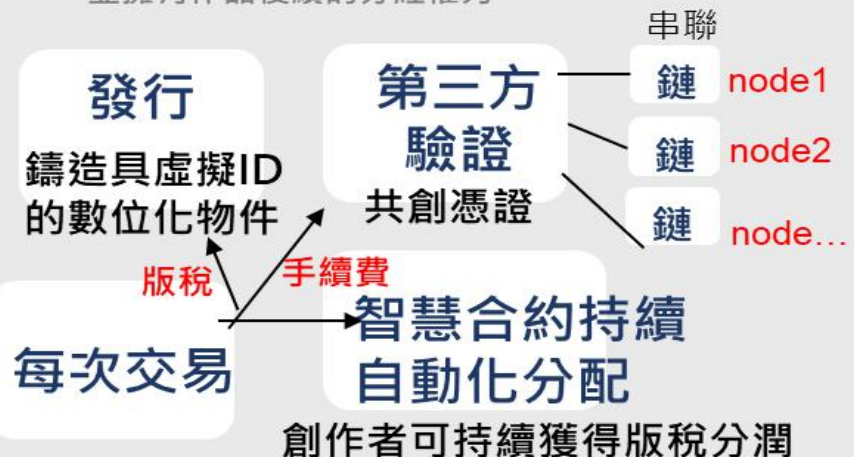 串聯
發行
鑄造具虛擬ID
的數位化物件
第三方
驗證
共創憑證
鏈 node1
鏈 node2
鏈 node...
版稅
手續費
每次交易
智慧合約持續
自動化分配
創作者可持續獲得版稅分潤